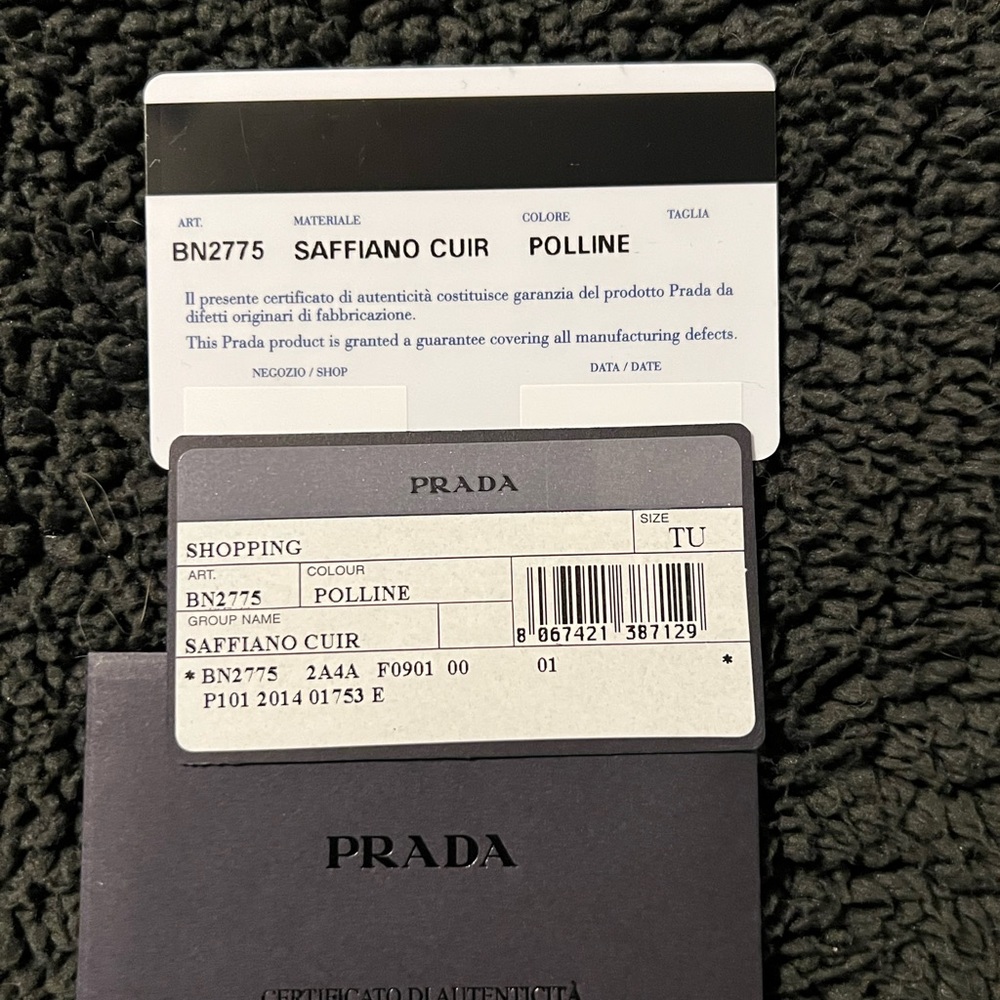 ART. MATERIALE COLORE TAGLIA
BN2775 SAFFIANO CUIR POLLINE
Il presente certificato di autenticità costituisce garanzia del prodotto Prada da
difetti originari di fabbricazione.
This Prada product is granted a guarantee covering all manufacturing defects.
NEGOZIO / SHOP DATA / DATE
PRADA
SHOPPING SIZE TU
ART. COLOUR
BN2775 POLLINE
GROUP NAME
SAFFIANO CUIR
8 067421 387129
* BN2775 2A4A F0901 00 01 *
P101 2014 01753 E
PRADA
CERTIFICATO DI AUTENTICITÀ